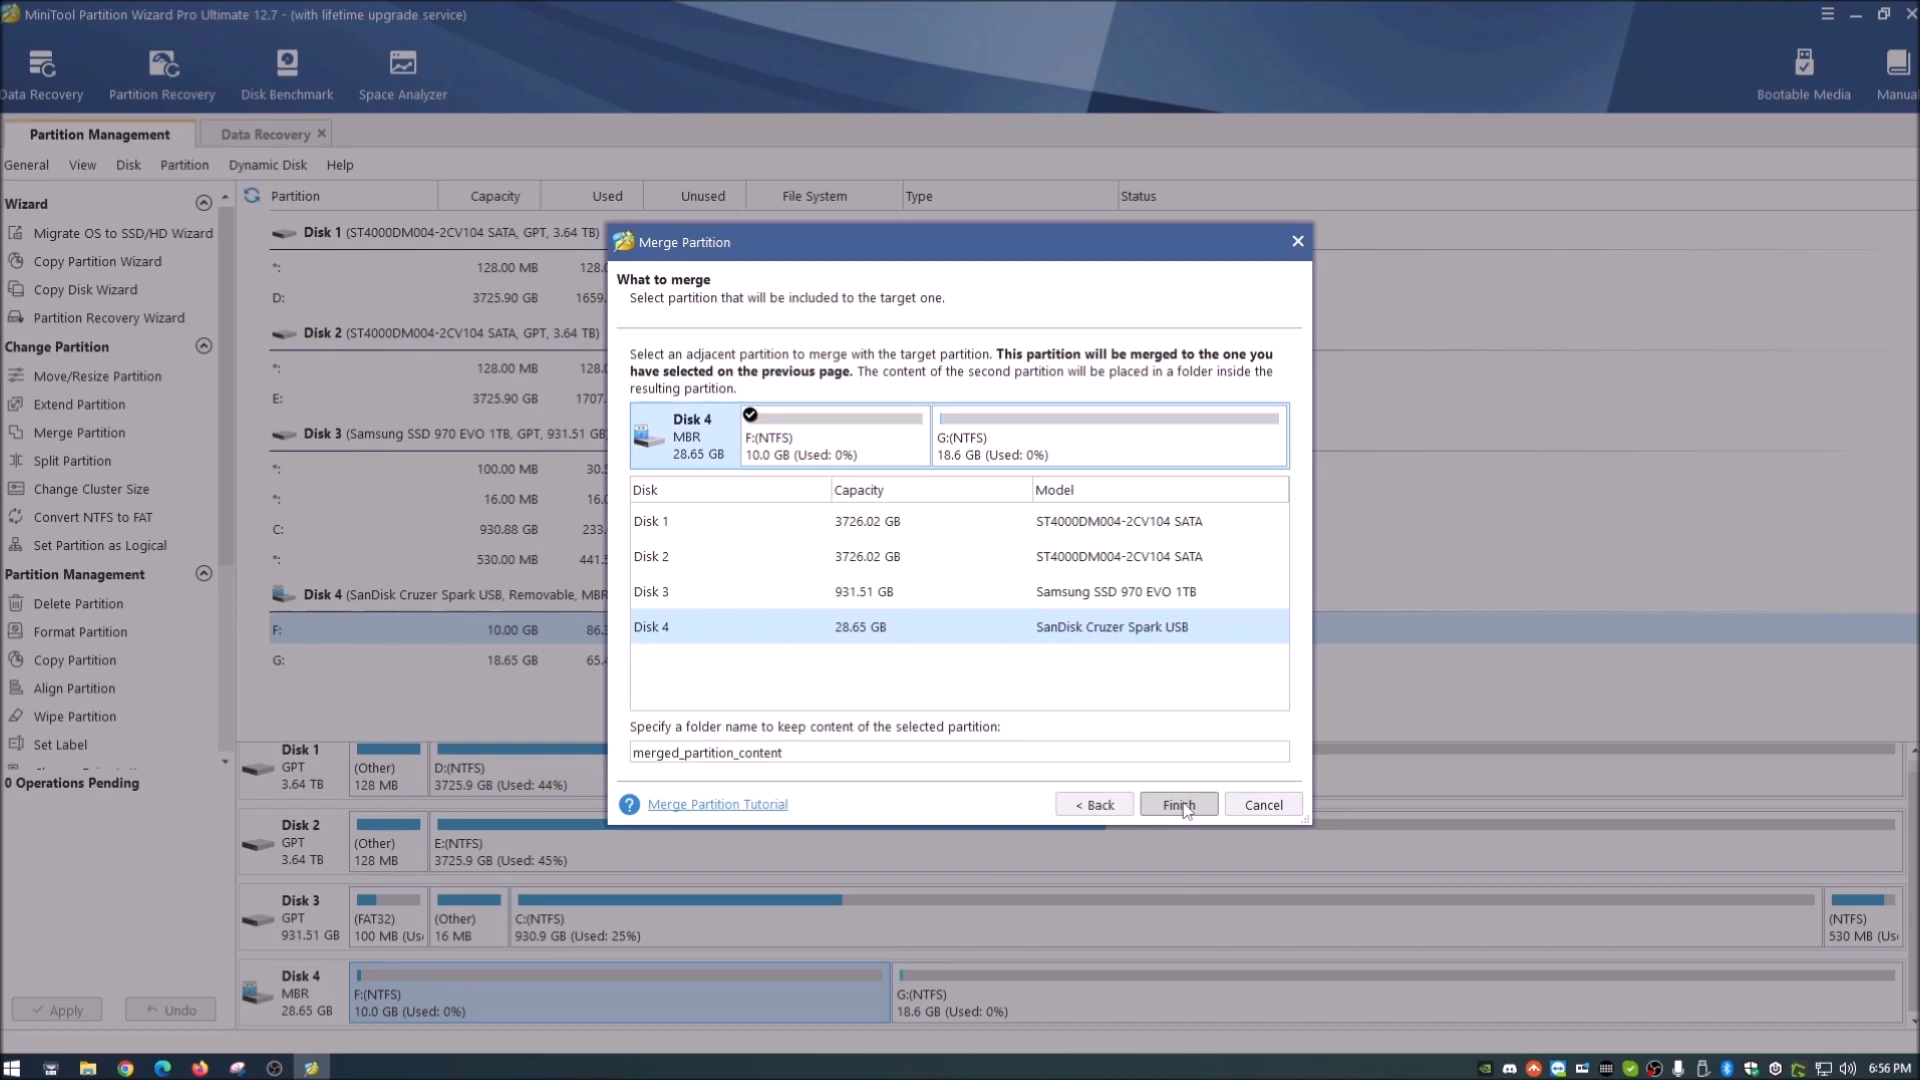 MiniTool Partition Wizard Pro Ultimate 12.7 - (with lifetime upgrade service)
Data Recovery
Partition Recovery
Disk Benchmark
Space Analyzer
Bootable Media
Manual
Partition Management
Data Recovery
General View Disk Partition Dynamic Disk Help
Wizard
Migrate OS to SSD/HD Wizard
Copy Partition Wizard
Copy Disk Wizard
Partition Recovery Wizard
Change Partition
Move/Resize Partition
Extend Partition
Merge Partition
Split Partition
Change Cluster Size
Convert NTFS to FAT
Set Partition as Logical
Partition Management
Delete Partition
Format Partition
Copy Partition
Align Partition
Wipe Partition
Set Label
0 Operations Pending
Apply
Undo
Partition Capacity Used Unused File System Type Status
Disk 1 (ST4000DM004-2CV104 SATA, GPT, 3.64 TB)
*: 128.00 MB 128.0
D: 3725.90 GB 1659.
Disk 2 (ST4000DM004-2CV104 SATA, GPT, 3.64 TB)
*: 128.00 MB 128.0
E: 3725.90 GB 1707.
Disk 3 (Samsung SSD 970 EVO 1TB, GPT, 931.51 GB
*: 100.00 MB 30.5
*: 16.00 MB 16.0
C: 930.88 GB 233.
*: 530.00 MB 441.5
Disk 4 (SanDisk Cruzer Spark USB, Removable, MBR
F: 10.00 GB 86.3
G: 18.65 GB 65.4
Merge Partition
What to merge
Select partition that will be included to the target one.
Select an adjacent partition to merge with the target partition. This partition will be merged to the one you
have selected on the previous page. The content of the second partition will be placed in a folder inside the
resulting partition.
Disk 4
MBR
28.65 GB
F:(NTFS)
10.0 GB (Used: 0%)
G:(NTFS)
18.6 GB (Used: 0%)
Disk Capacity Model
Disk 1 3726.02 GB ST4000DM004-2CV104 SATA
Disk 2 3726.02 GB ST4000DM004-2CV104 SATA
Disk 3 931.51 GB Samsung SSD 970 EVO 1TB
Disk 4 28.65 GB SanDisk Cruzer Spark USB
Specify a folder name to keep content of the selected partition:
merged_partition_content
Merge Partition Tutorial
< Back
Finish
Cancel
Disk 1
GPT
3.64 TB
(Other)
128 MB
D:(NTFS)
3725.9 GB (Used: 44%)
Disk 2
GPT
3.64 TB
(Other)
128 MB
E:(NTFS)
3725.9 GB (Used: 45%)
Disk 3
GPT
931.51 GB
(FAT32)
100 MB (Us
(Other)
16 MB
C:(NTFS)
930.9 GB (Used: 25%)
(NTFS)
530 MB (Us
Disk 4
MBR
28.65 GB
F:(NTFS)
10.0 GB (Used: 0%)
G:(NTFS)
18.6 GB (Used: 0%)
6:56 PM